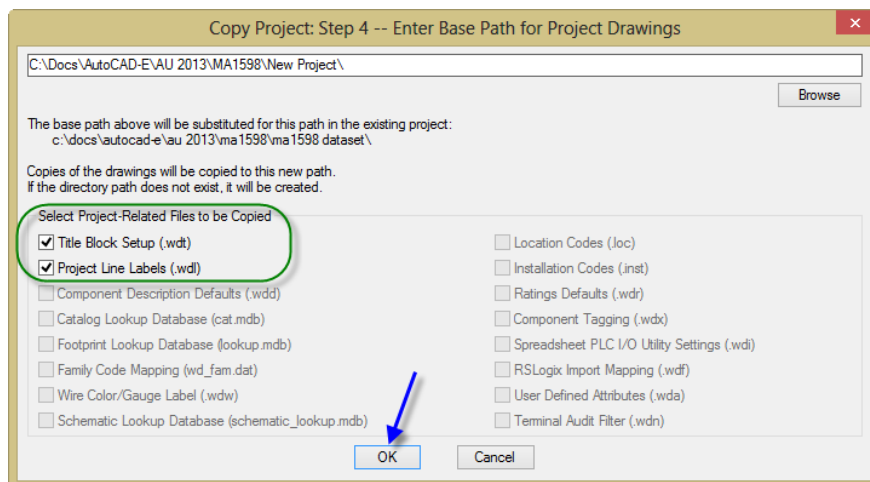 Copy Project: Step 4 -- Enter Base Path for Project Drawings
C:\Docs\AutoCAD-E\AU 2013\MA1598\New Project\
Browse
The base path above will be substituted for this path in the existing project:
c:\docs\autocad-e\au 2013\ma1598\ma1598 dataset\
Copies of the drawings will be copied to this new path.
If the directory path does not exist, it will be created.
Select Project-Related Files to be Copied
Title Block Setup (.wdt)
Project Line Labels (.wdl)
Component Description Defaults (.wdd)
Catalog Lookup Database (cat.mdb)
Footprint Lookup Database (lookup.mdb)
Family Code Mapping (wd_fam.dat)
Wire Color/Gauge Label (.wdw)
Schematic Lookup Database (schematic_lookup.mdb)
Location Codes (.loc)
Installation Codes (.inst)
Ratings Defaults (.wdr)
Component Tagging (.wdx)
Spreadsheet PLC I/O Utility Settings (.wdi)
RSLogix Import Mapping (.wdf)
User Defined Attributes (.wda)
Terminal Audit Filter (.wdn)
OK
Cancel